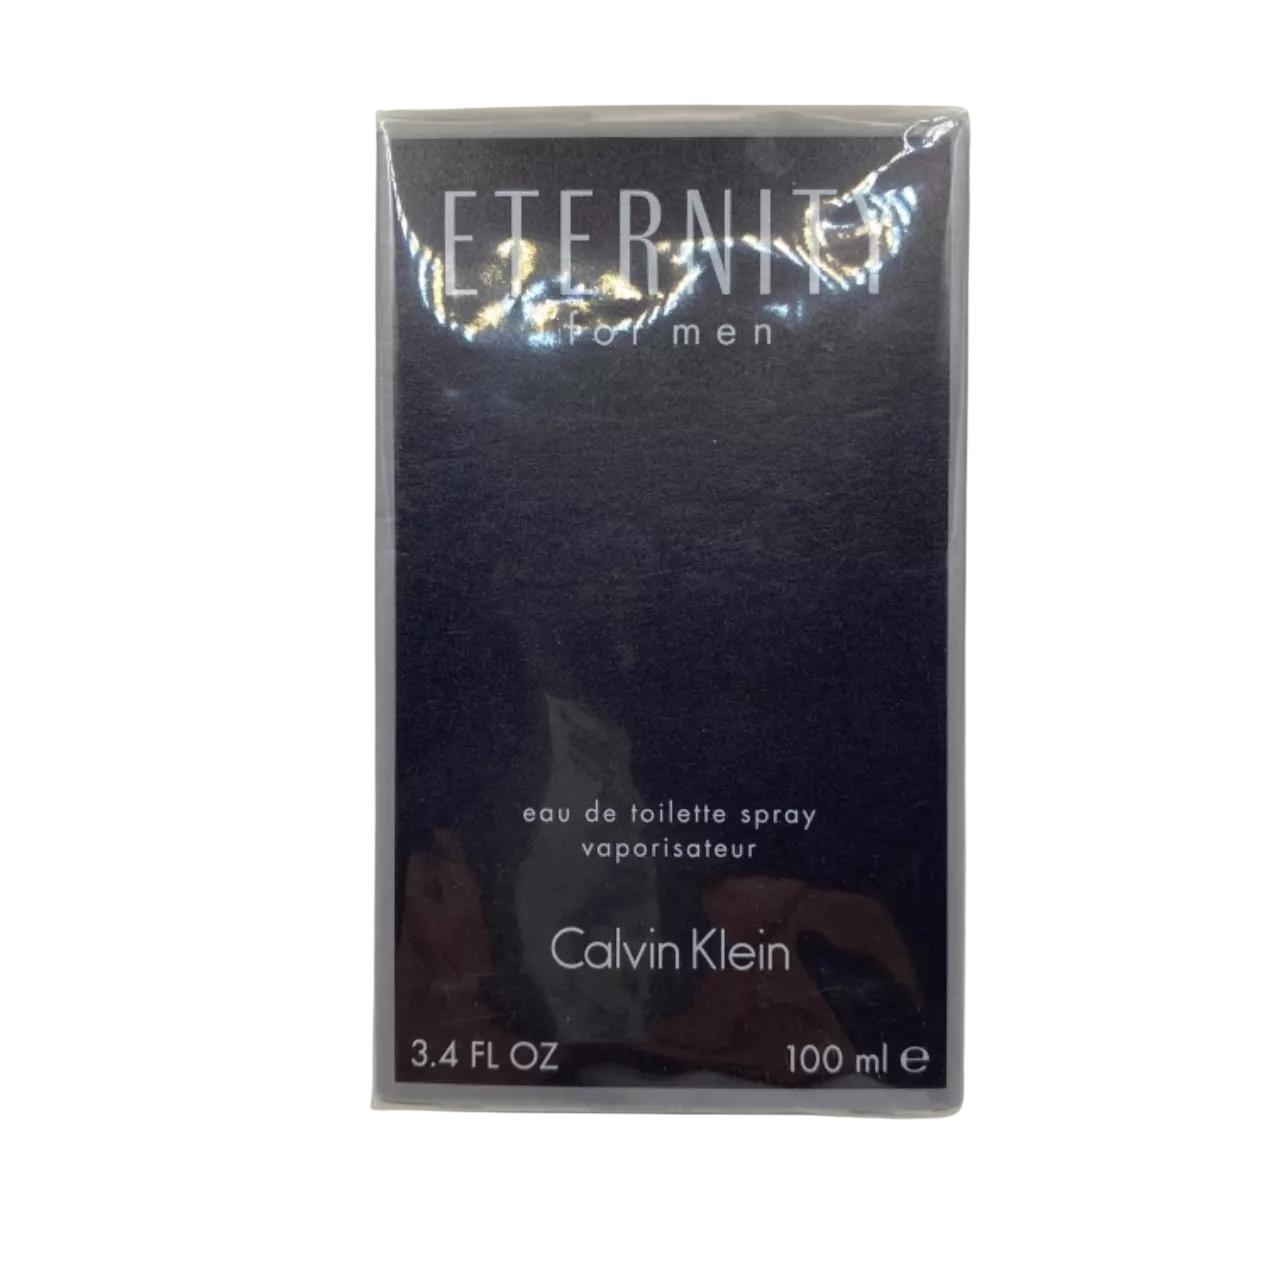 ETERNITY
for men
eau de toilette spray
vaporisateur
Calvin Klein
3.4 FL OZ 100 ml ℮